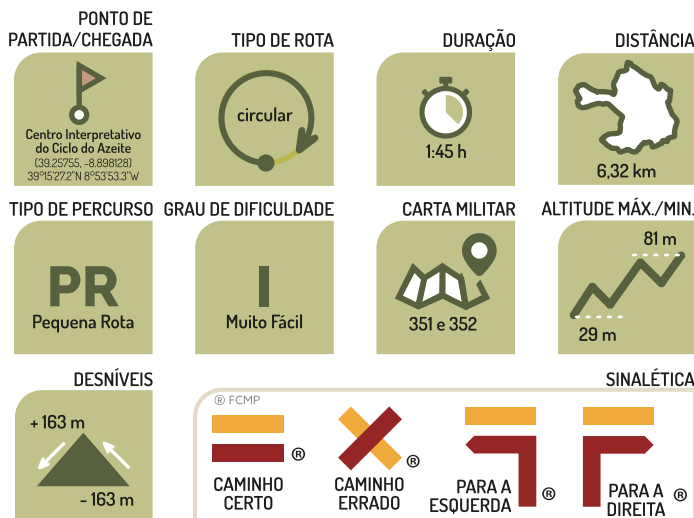 PONTO DE
PARTIDA/CHEGADA
Centro Interpretativo
do Ciclo do Azeite
(39.25755, -8.898128)
39°15'27.2"N 8°53'53.3"W
TIPO DE ROTA
circular
DURAÇÃO
1:45 h
DISTÂNCIA
6,32 km
TIPO DE PERCURSO
PR
Pequena Rota
GRAU DE DIFICULDADE
I
Muito Fácil
CARTA MILITAR
351 e 352
ALTITUDE MÁX./MIN.
81 m
29 m
DESNÍVEIS
+ 163 m
- 163 m
SINALÉTICA
® FCMP
®
CAMINHO
CERTO
®
CAMINHO
ERRADO
®
PARA A
ESQUERDA
®
PARA A
DIREITA